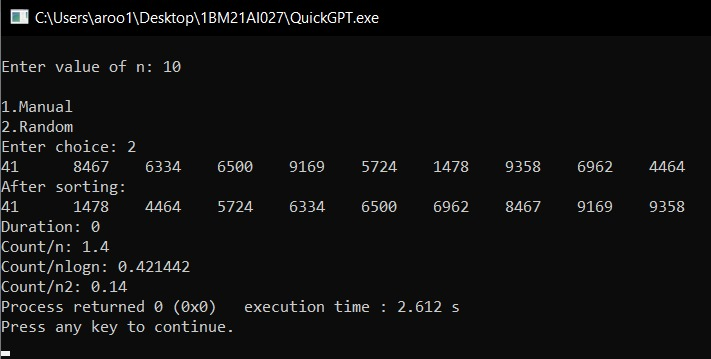 C:\Users\aroo1\Desktop\1BM21AI027\QuickGPT.exe
Enter value of n: 10
1.Manual
2.Random
Enter choice: 2
41 8467 6334 6500 9169 5724 1478 9358 6962 4464
After sorting:
41 1478 4464 5724 6334 6500 6962 8467 9169 9358
Duration: 0
Count/n: 1.4
Count/nlogn: 0.421442
Count/n2: 0.14
Process returned 0 (0x0) execution time : 2.612 s
Press any key to continue.